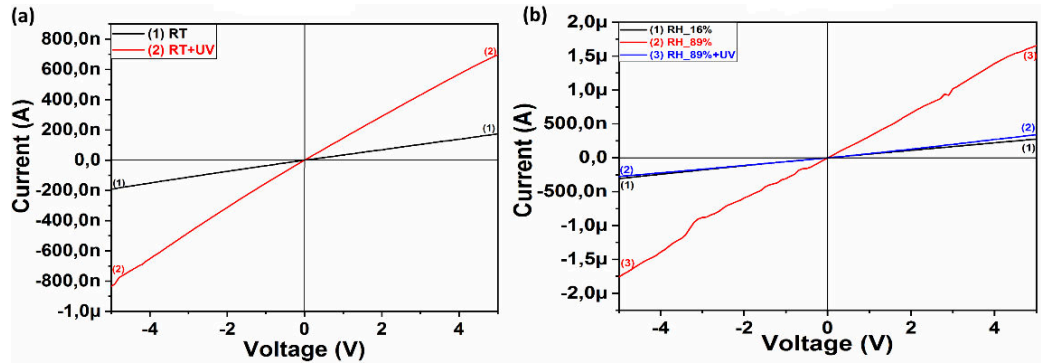 (a)
(1) RT
(2) RT+UV
800,0n
600,0n
400,0n
200,0n
0,0
-200,0n
-400,0n
-600,0n
-800,0n
-1,0µ
Current (A)
(2)
(1)
(1)
(2)
-4 -2 0 2 4
Voltage (V)
(b)
(1) RH_16%
(2) RH_89%
(3) RH_89%+UV
2,0µ
1,5µ
1,0µ
500,0n
0,0
-500,0n
-1,0µ
-1,5µ
-2,0µ
Current (A)
(3)
(2)
(1)
(2)
(1)
(3)
-4 -2 0 2 4
Voltage (V)